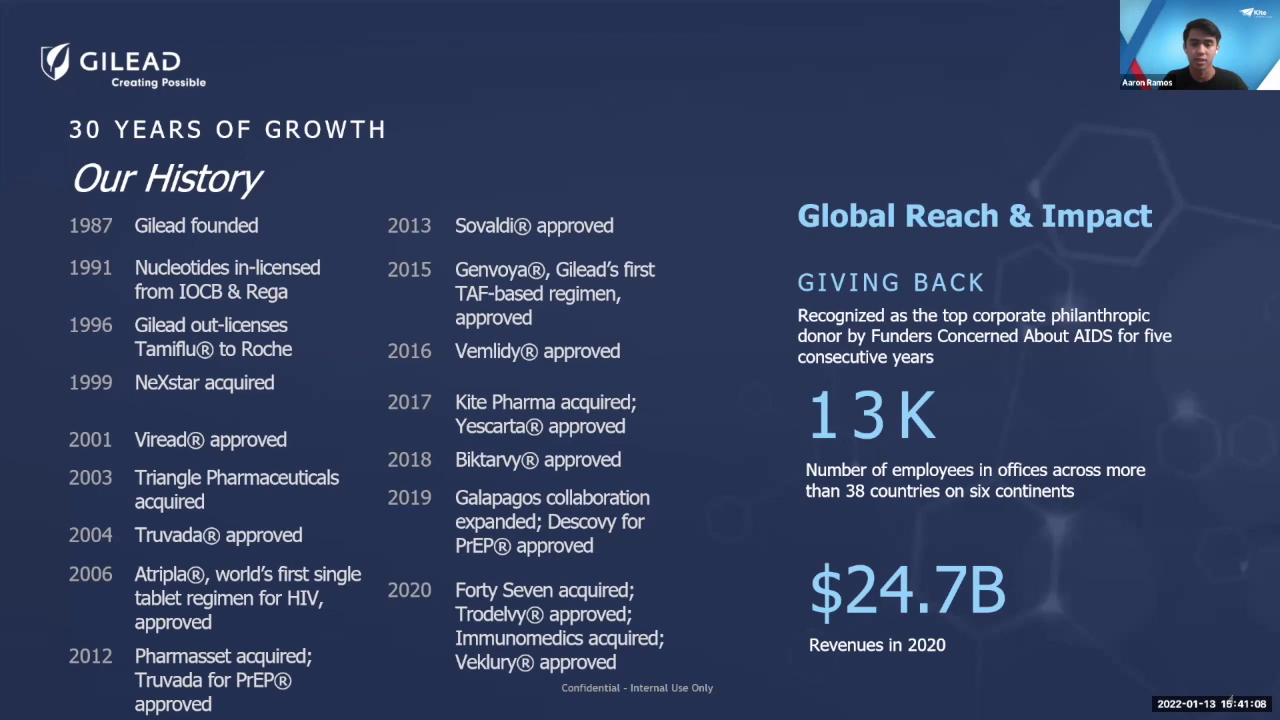 GILEAD
Creating Possible
30 YEARS OF GROWTH
Our History
1987 Gilead founded
1991 Nucleotides in-licensed
from IOCB & Rega
1996 Gilead out-licenses
Tamiflu® to Roche
1999 NeXstar acquired
2001 Viread® approved
2003 Triangle Pharmaceuticals
acquired
2004 Truvada® approved
2006 Atripla®, world's first single
tablet regimen for HIV,
approved
2012 Pharmasset acquired;
Truvada for PrEP®
approved
2013 Sovaldi® approved
2015 Genvoya®, Gilead's first
TAF-based regimen,
approved
2016 Vemlidy® approved
2017 Kite Pharma acquired;
Yescarta® approved
2018 Biktarvy® approved
2019 Galapagos collaboration
expanded; Descovy for
PrEP® approved
2020 Forty Seven acquired;
Trodelvy® approved;
Immunomedics acquired;
Veklury® approved
Global Reach & Impact
GIVING BACK
Recognized as the top corporate philanthropic
donor by Funders Concerned About AIDS for five
consecutive years
13K
Number of employees in offices across more
than 38 countries on six continents
$24.7B
Revenues in 2020
Confidential - Internal Use Only
Kite
Aaron Ramos
2022-01-13 15:41:08